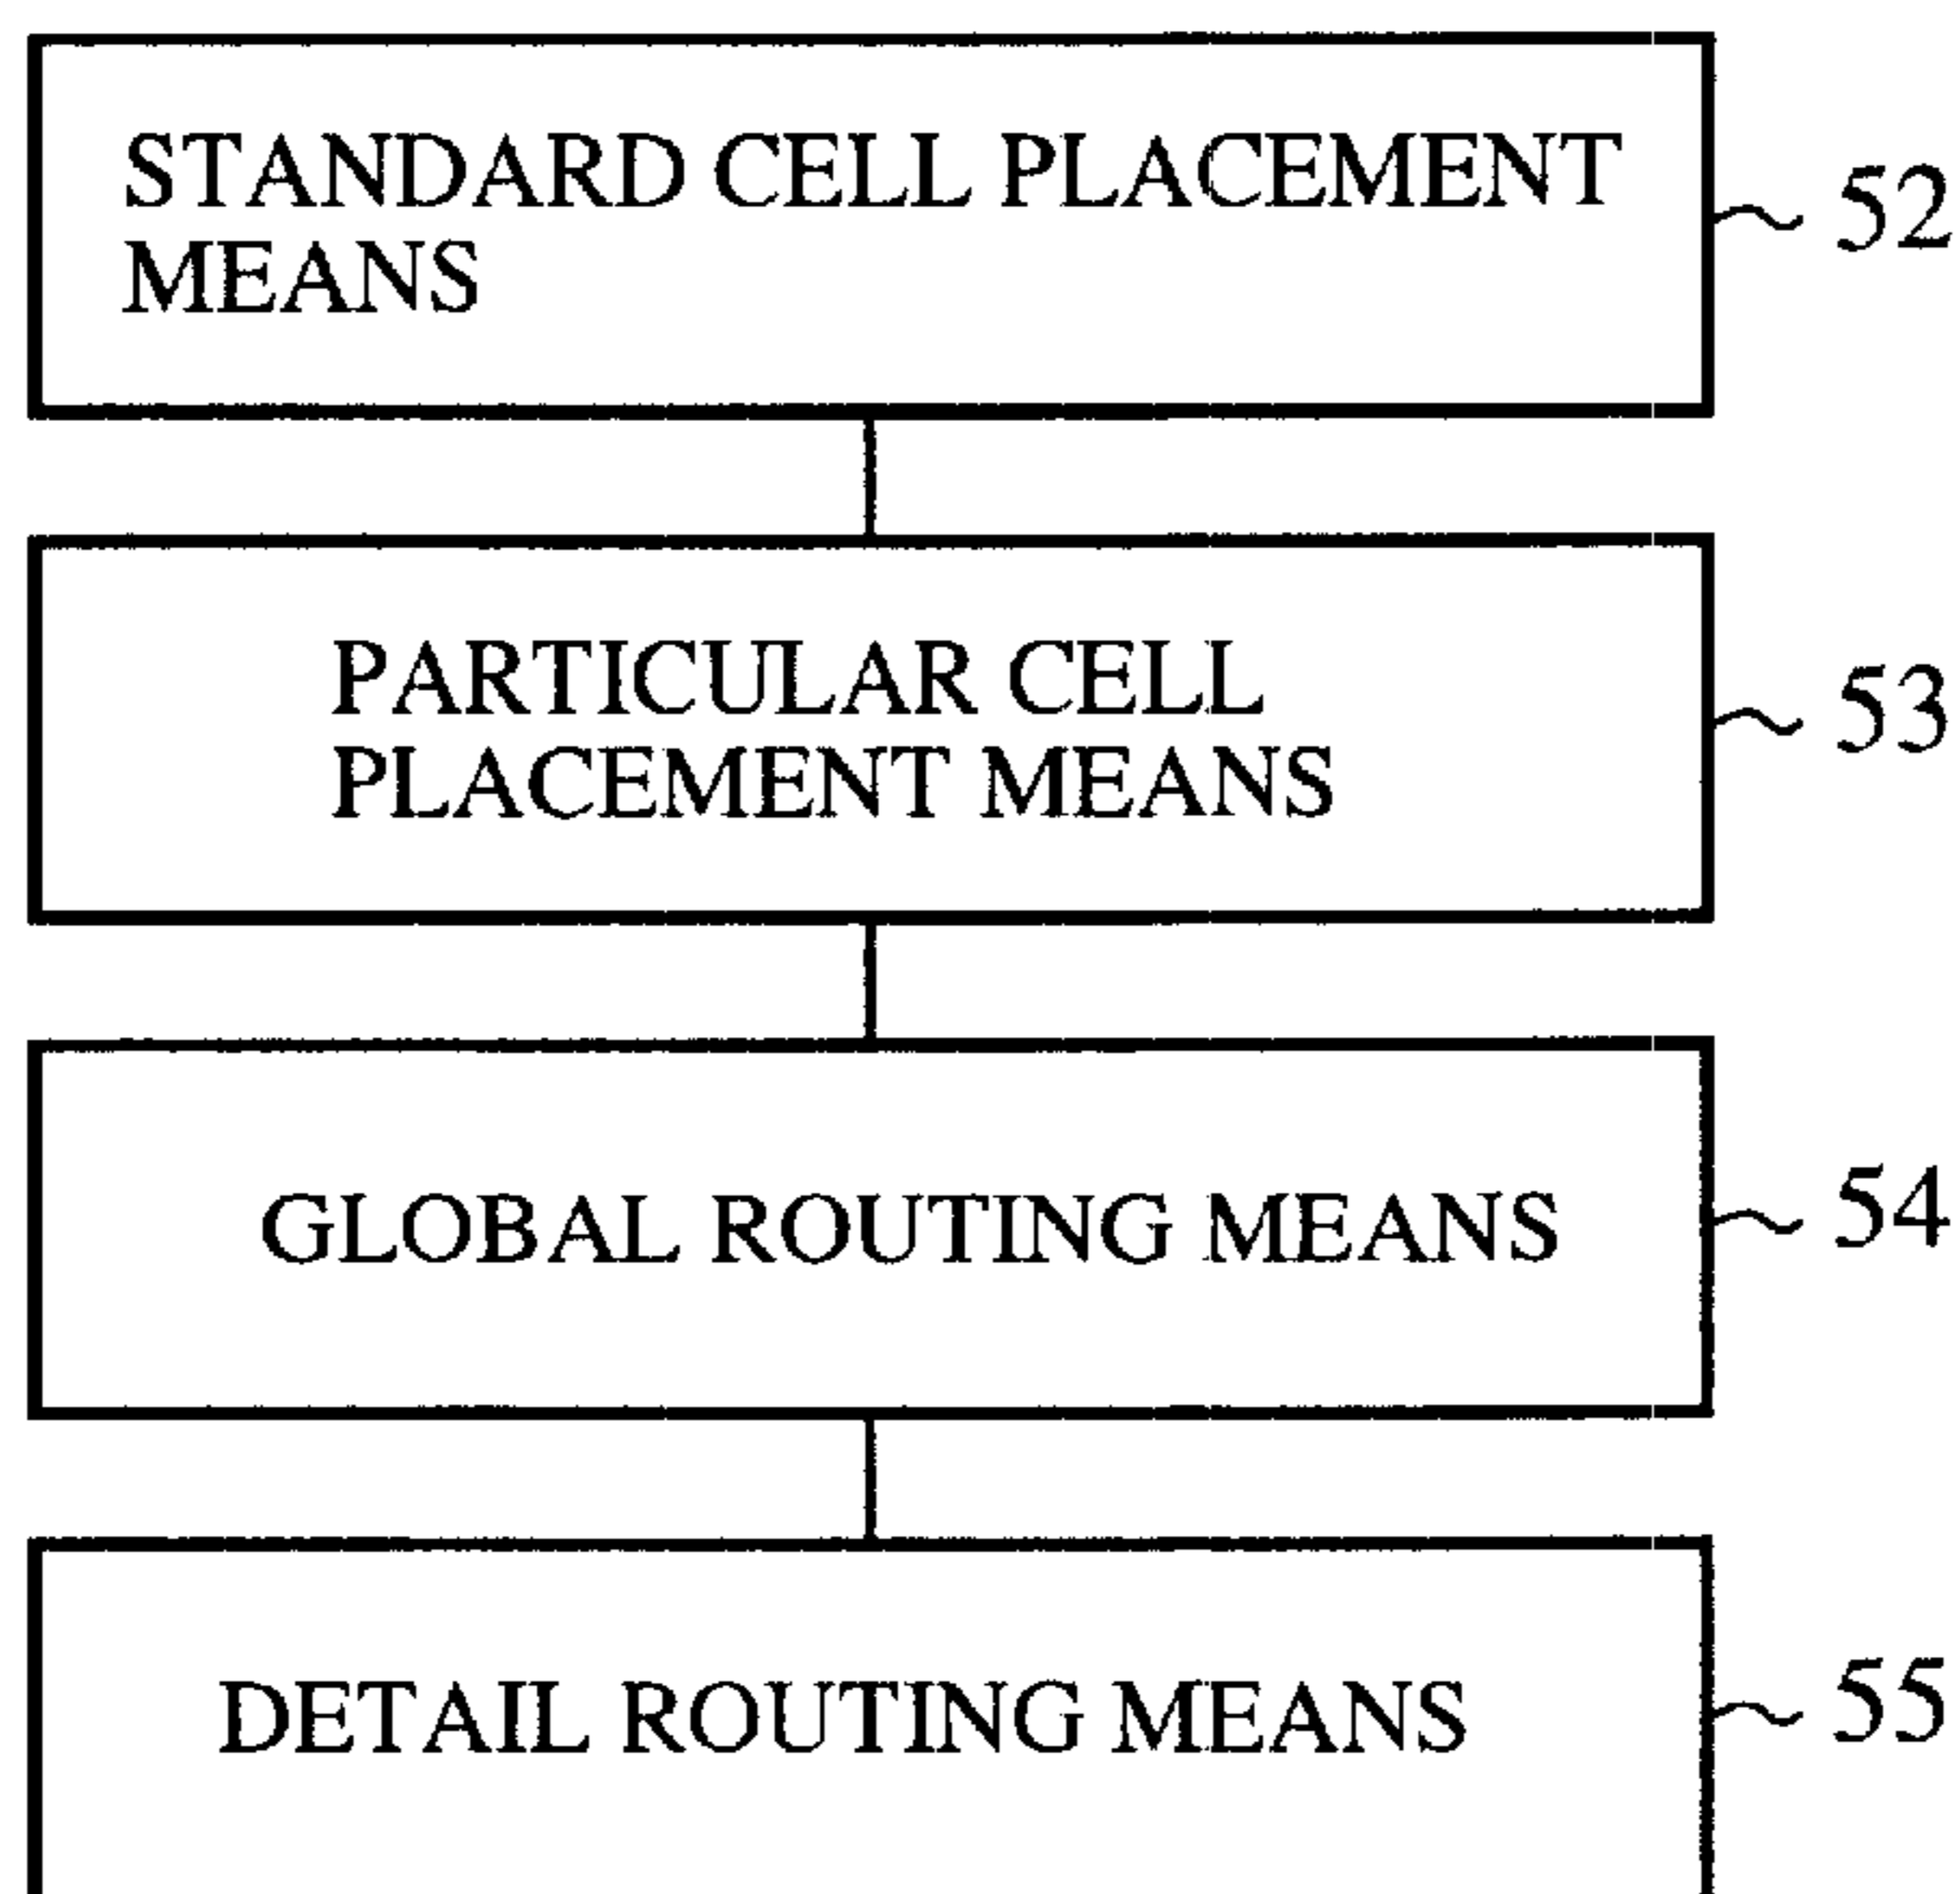 STANDARD CELL PLACEMENT
MEANS
52
PARTICULAR CELL
PLACEMENT MEANS
53
GLOBAL ROUTING MEANS
54
DETAIL ROUTING MEANS
55